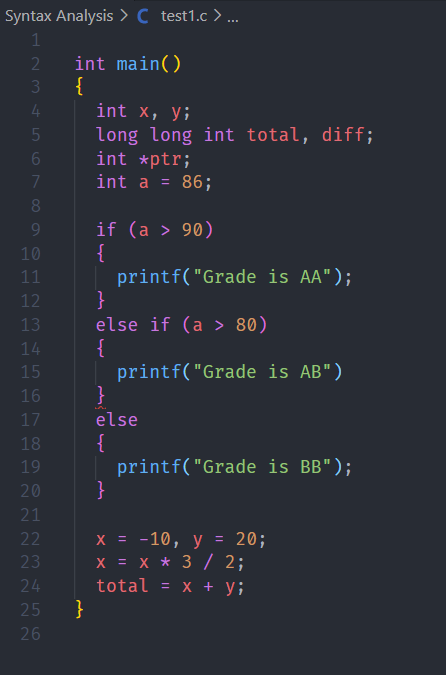 Syntax Analysis > C test1.c > ...
1
2 int main()
3 {
4 int x, y;
5 long long int total, diff;
6 int *ptr;
7 int a = 86;
8
9 if (a > 90)
10 {
11 printf("Grade is AA");
12 }
13 else if (a > 80)
14 {
15 printf("Grade is AB")
16 }
17 else
18 {
19 printf("Grade is BB");
20 }
21
22 x = -10, y = 20;
23 x = x * 3 / 2;
24 total = x + y;
25 }
26